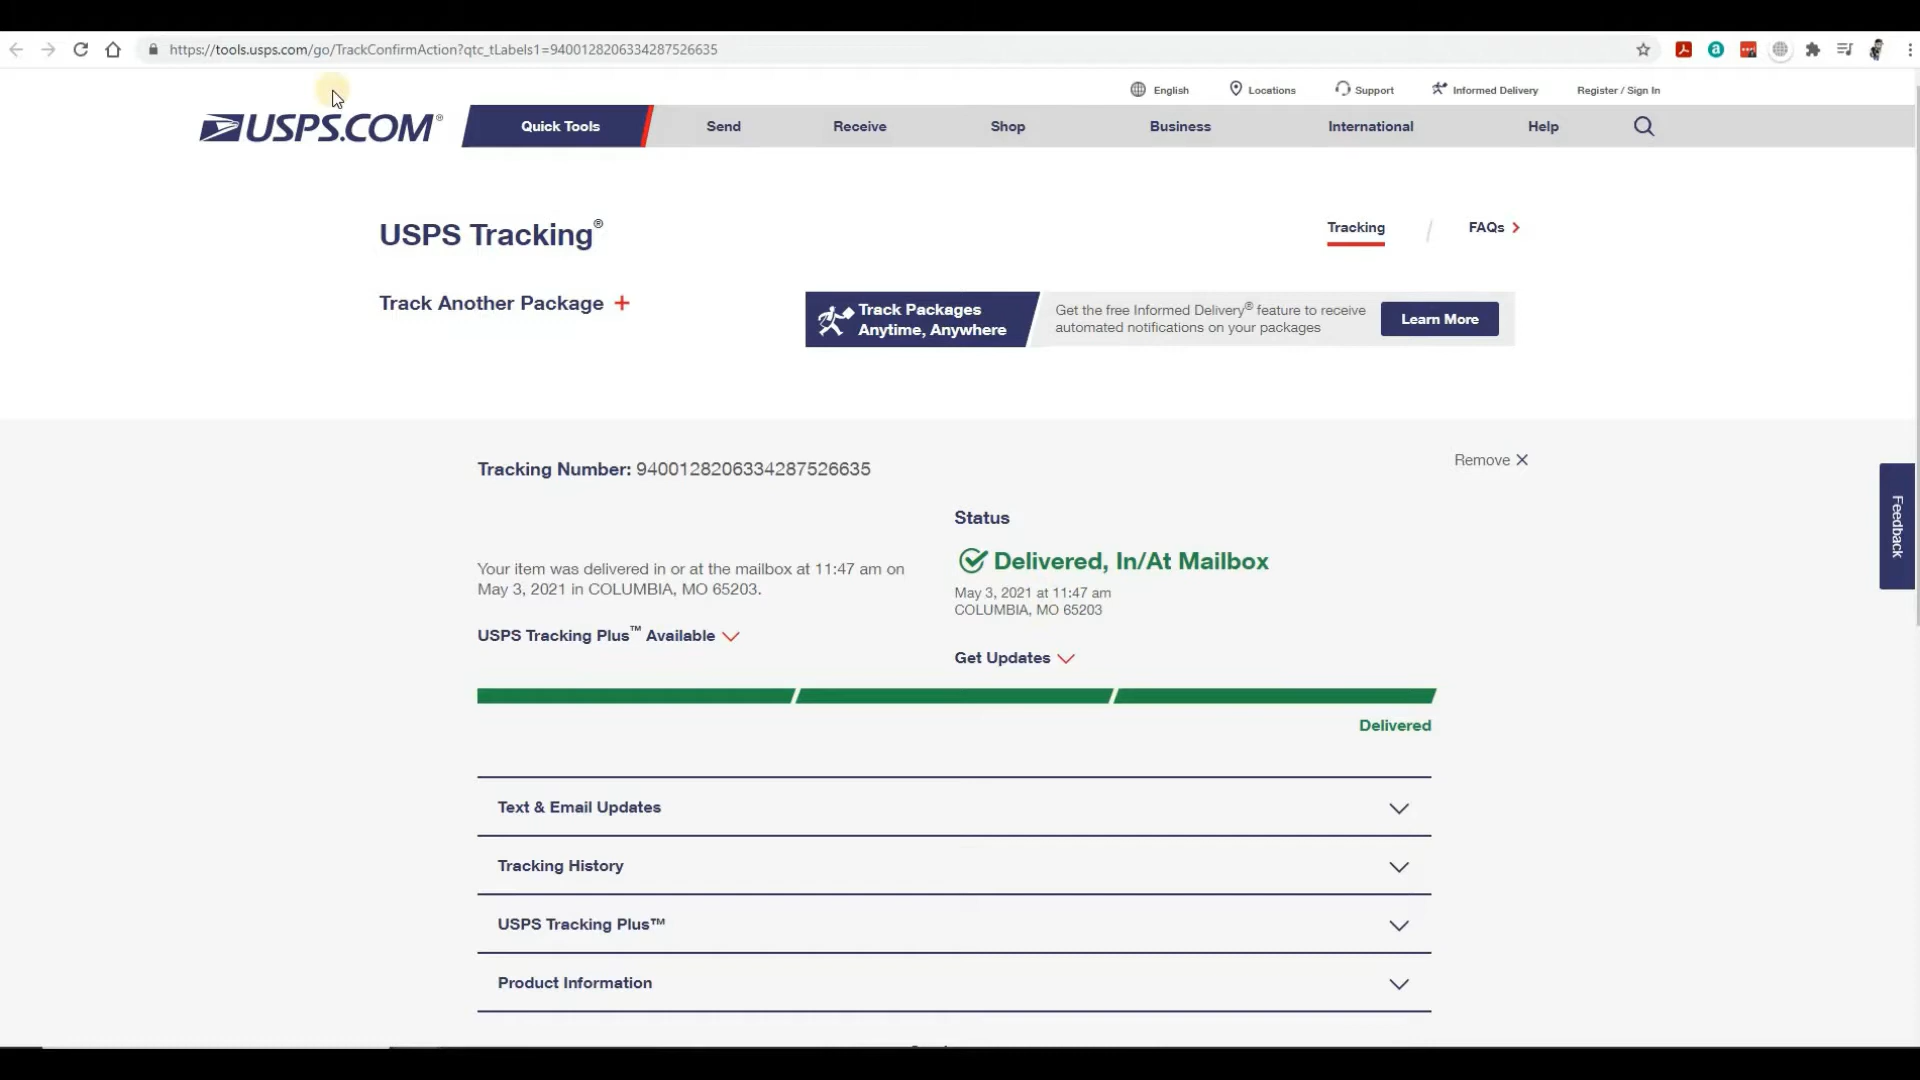 https://tools.usps.com/go/TrackConfirmAction?qtc_tLabels1=9400128206334287526635
English
Locations
Support
Informed Delivery
Register / Sign In
USPS.COM®
Quick Tools
Send
Receive
Shop
Business
International
Help
USPS Tracking®
Tracking
FAQs
Track Another Package +
Track Packages
Anytime, Anywhere
Get the free Informed Delivery® feature to receive
automated notifications on your packages
Learn More
Tracking Number: 9400128206334287526635
Remove
Status
Delivered, In/At Mailbox
Your item was delivered in or at the mailbox at 11:47 am on
May 3, 2021 in COLUMBIA, MO 65203.
May 3, 2021 at 11:47 am
COLUMBIA, MO 65203
USPS Tracking Plus™ Available
Get Updates
Delivered
Feedback
Text & Email Updates
Tracking History
USPS Tracking Plus™
Product Information